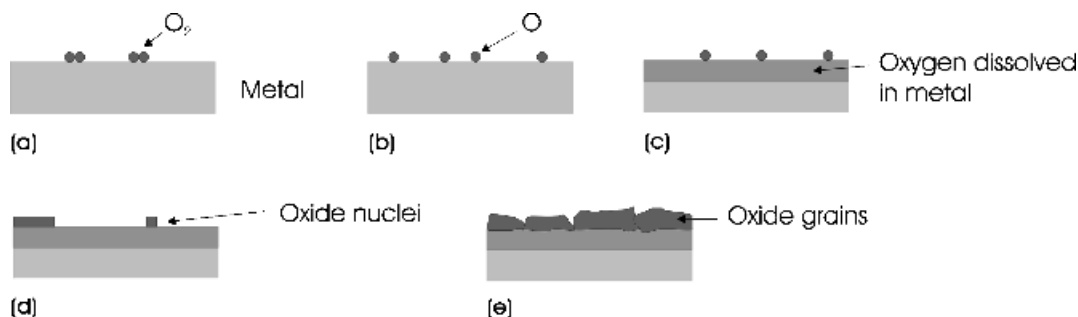 O₂
O
Metal
Oxygen dissolved
in metal
(a)
(b)
(c)
Oxide nuclei
Oxide grains
(d)
(e)